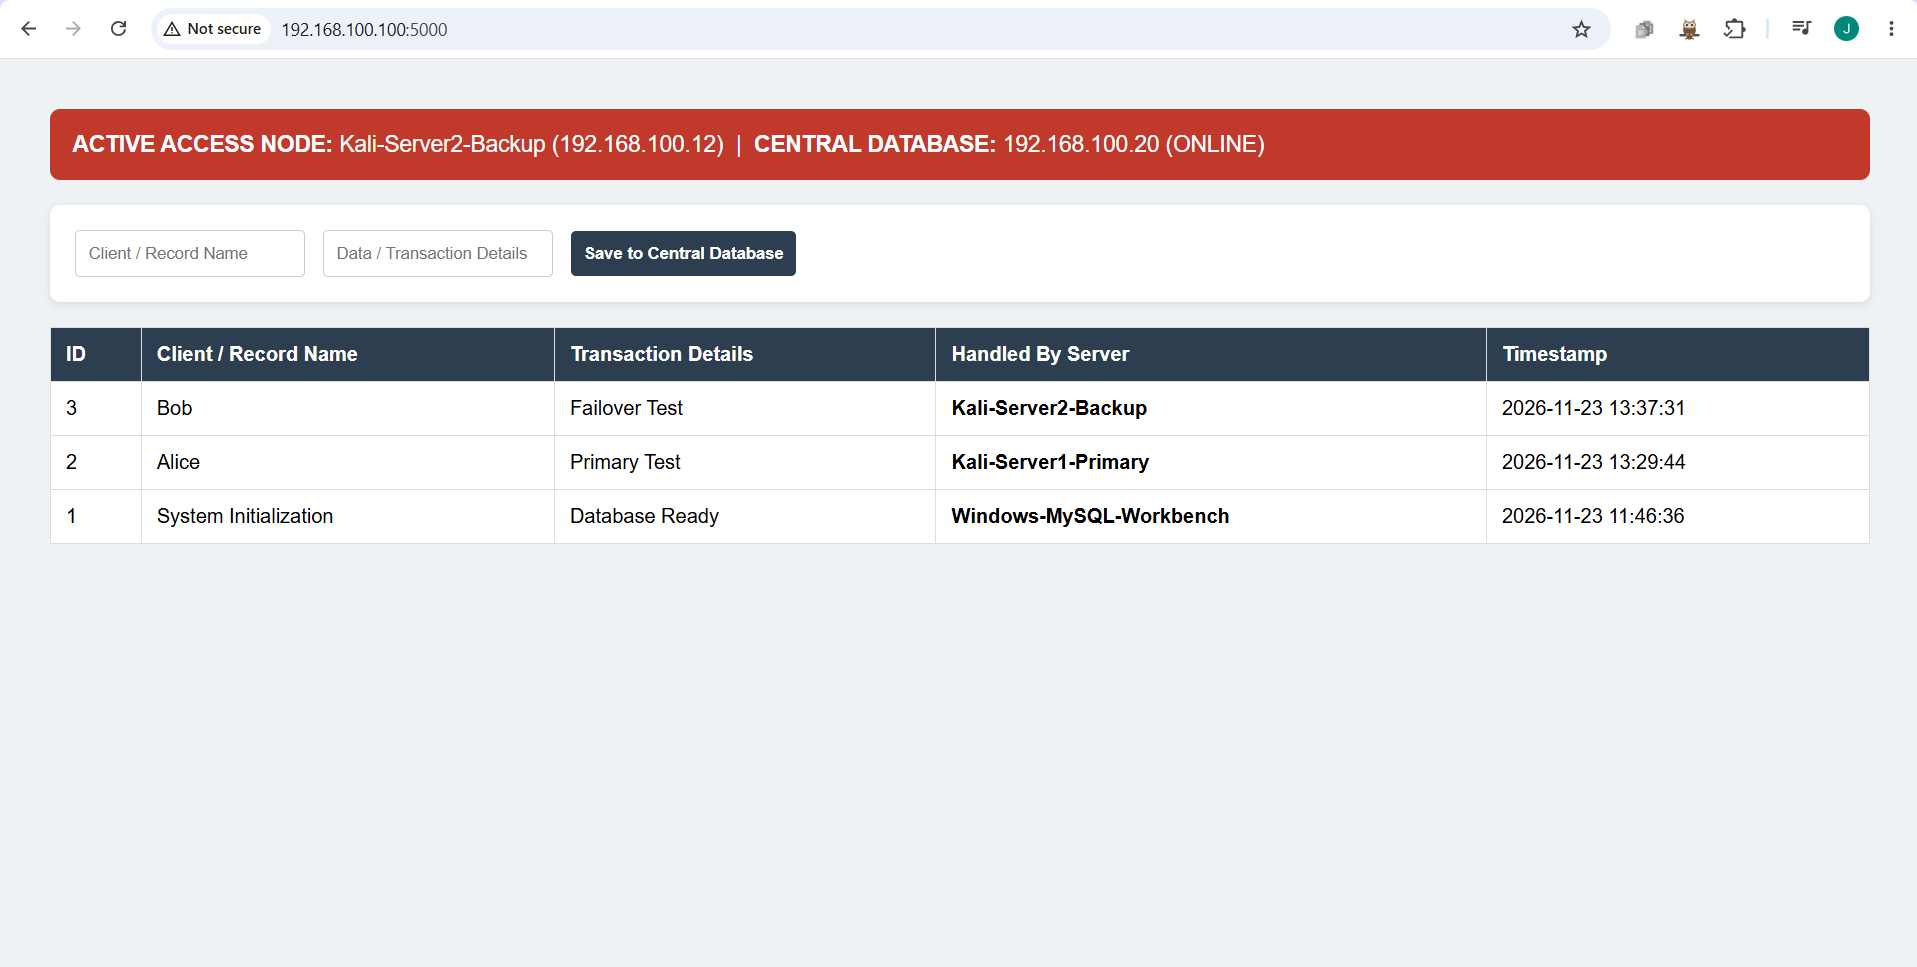 Not secure 192.168.100.100:5000 J
ACTIVE ACCESS NODE: Kali-Server2-Backup (192.168.100.12) | CENTRAL DATABASE: 192.168.100.20 (ONLINE)
Client / Record Name Data / Transaction Details Save to Central Database
ID Client / Record Name Transaction Details Handled By Server Timestamp
3 Bob Failover Test Kali-Server2-Backup 2026-11-23 13:37:31
2 Alice Primary Test Kali-Server1-Primary 2026-11-23 13:29:44
1 System Initialization Database Ready Windows-MySQL-Workbench 2026-11-23 11:46:36